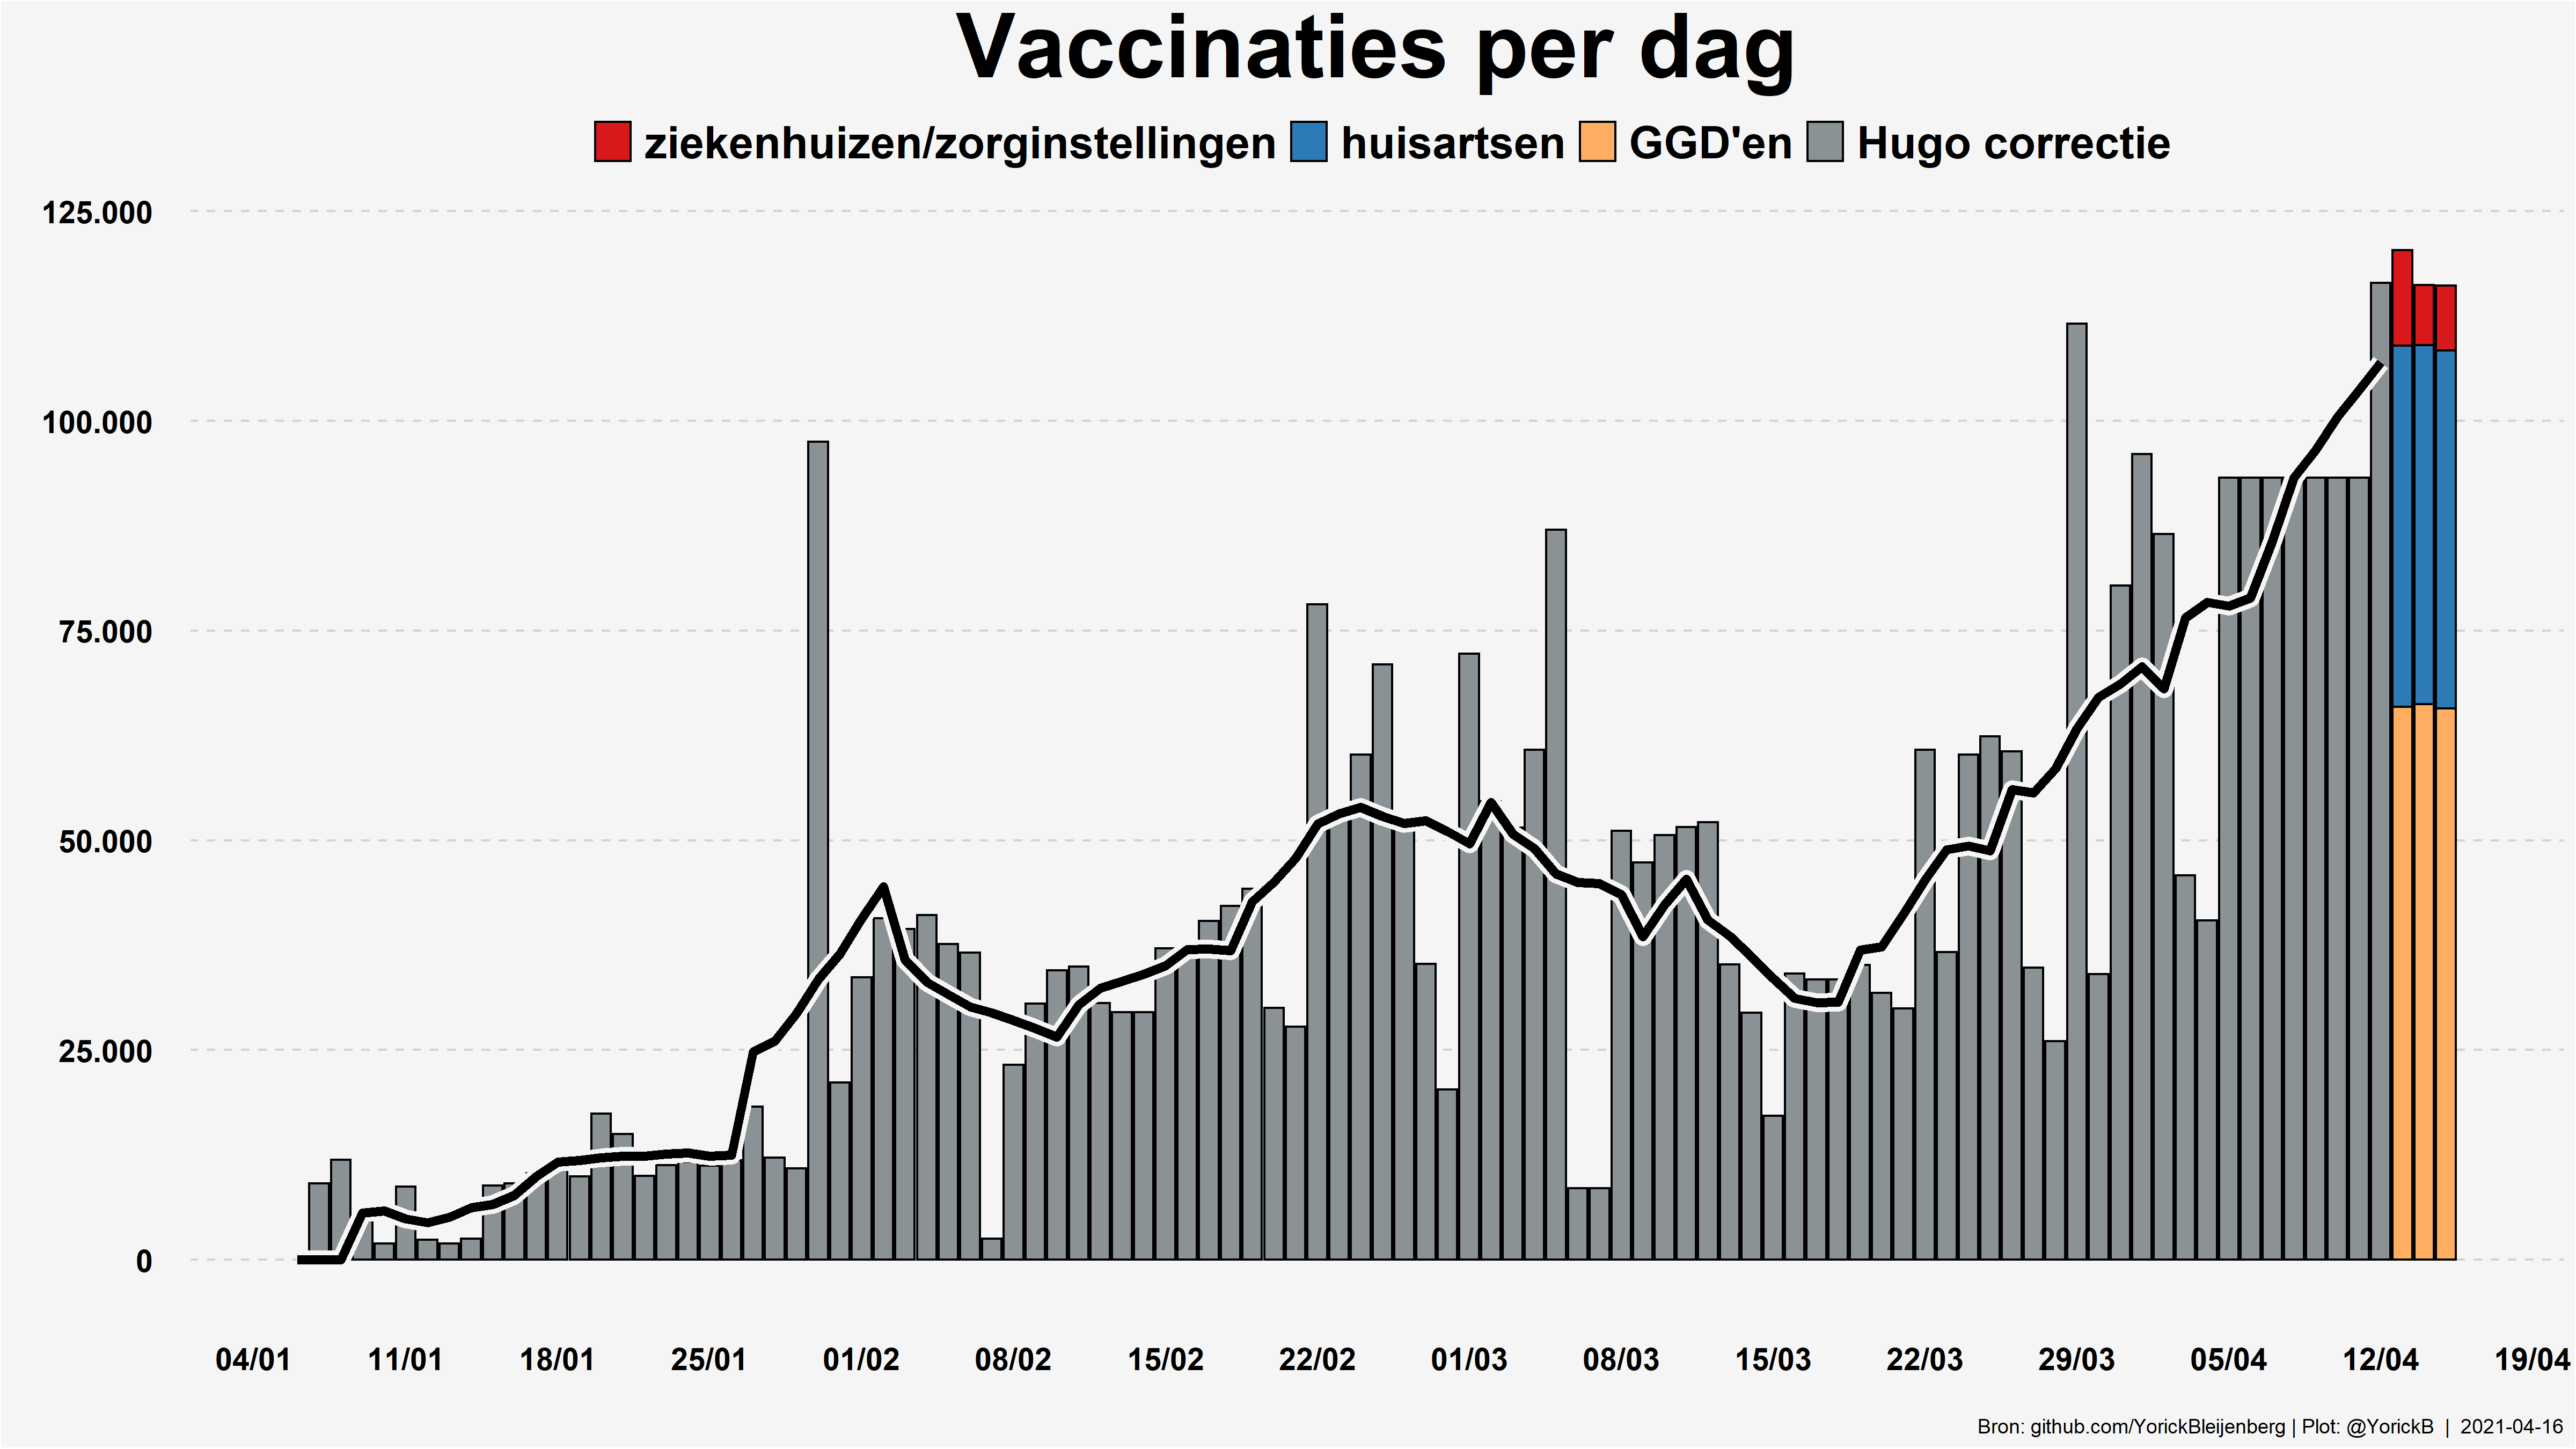 Vaccinaties per dag
ziekenhuizen/zorginstellingen huisartsen GGD'en Hugo correctie
125.000
100.000
75.000
50.000
25.000
0
04/01 11/01 18/01 25/01 01/02 08/02 15/02 22/02 01/03 08/03 15/03 22/03 29/03 05/04 12/04 19/04
Bron: github.com/YorickBleijenberg | Plot: @YorickB | 2021-04-16